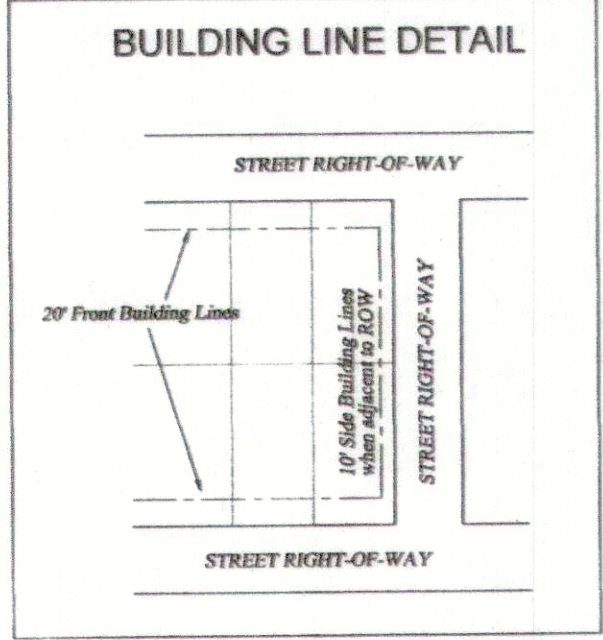 BUILDING LINE DETAIL
STREET RIGHT-OF-WAY
20' Front Building Lines
10' Side Building Lines
when adjacent to ROW
STREET RIGHT-OF-WAY
STREET RIGHT-OF-WAY